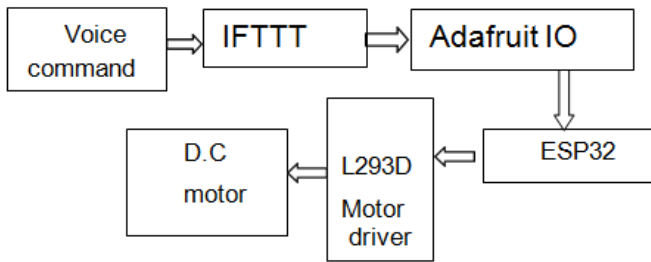 Voice
command
IFTTT
Adafruit IO
ESP32
L293D
Motor
driver
D.C
motor